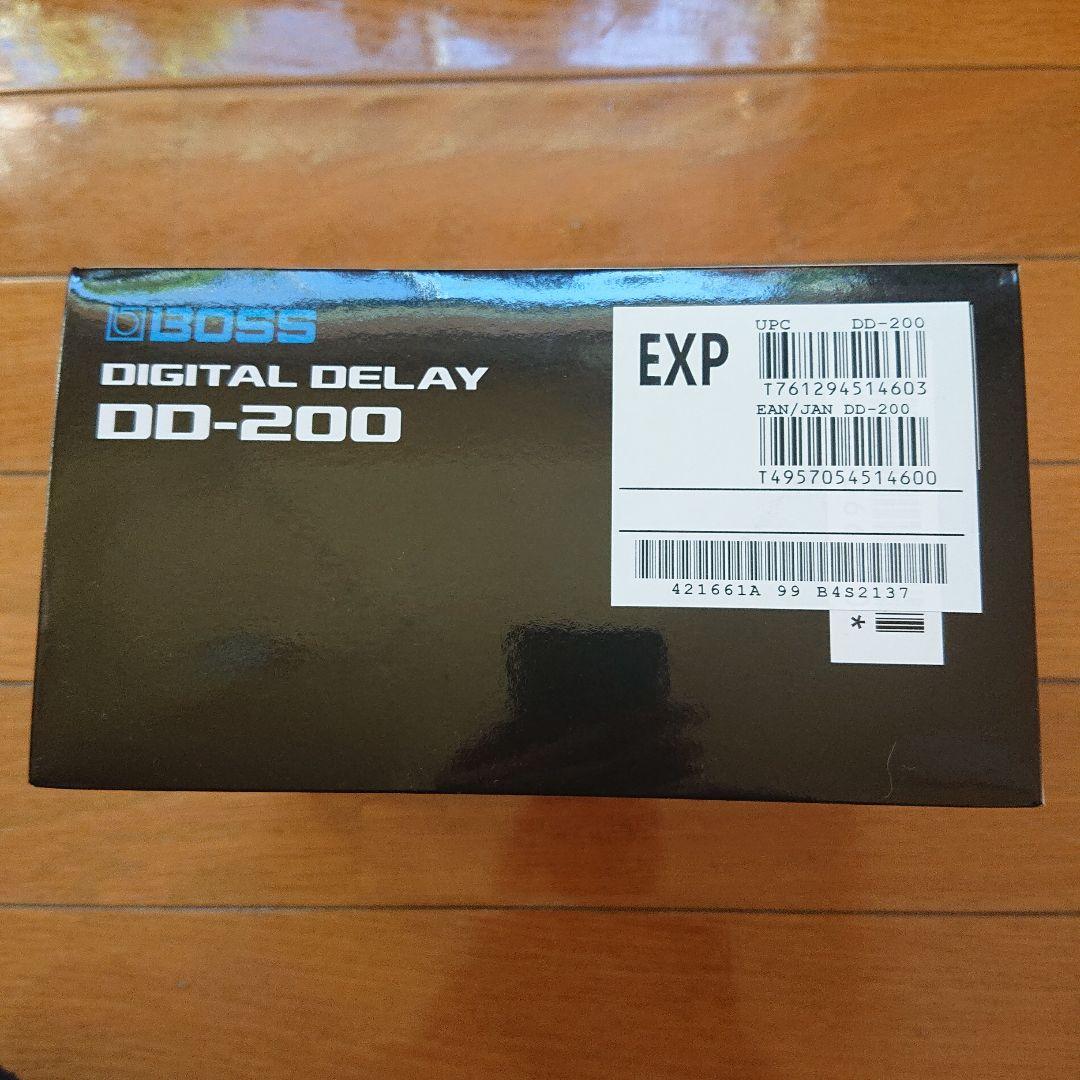 BOSS
DIGITAL DELAY
DD-200
EXP
UPC DD-200
T761294514603
EAN/JAN DD-200
T4957054514600
421661A 99 B4S2137
*